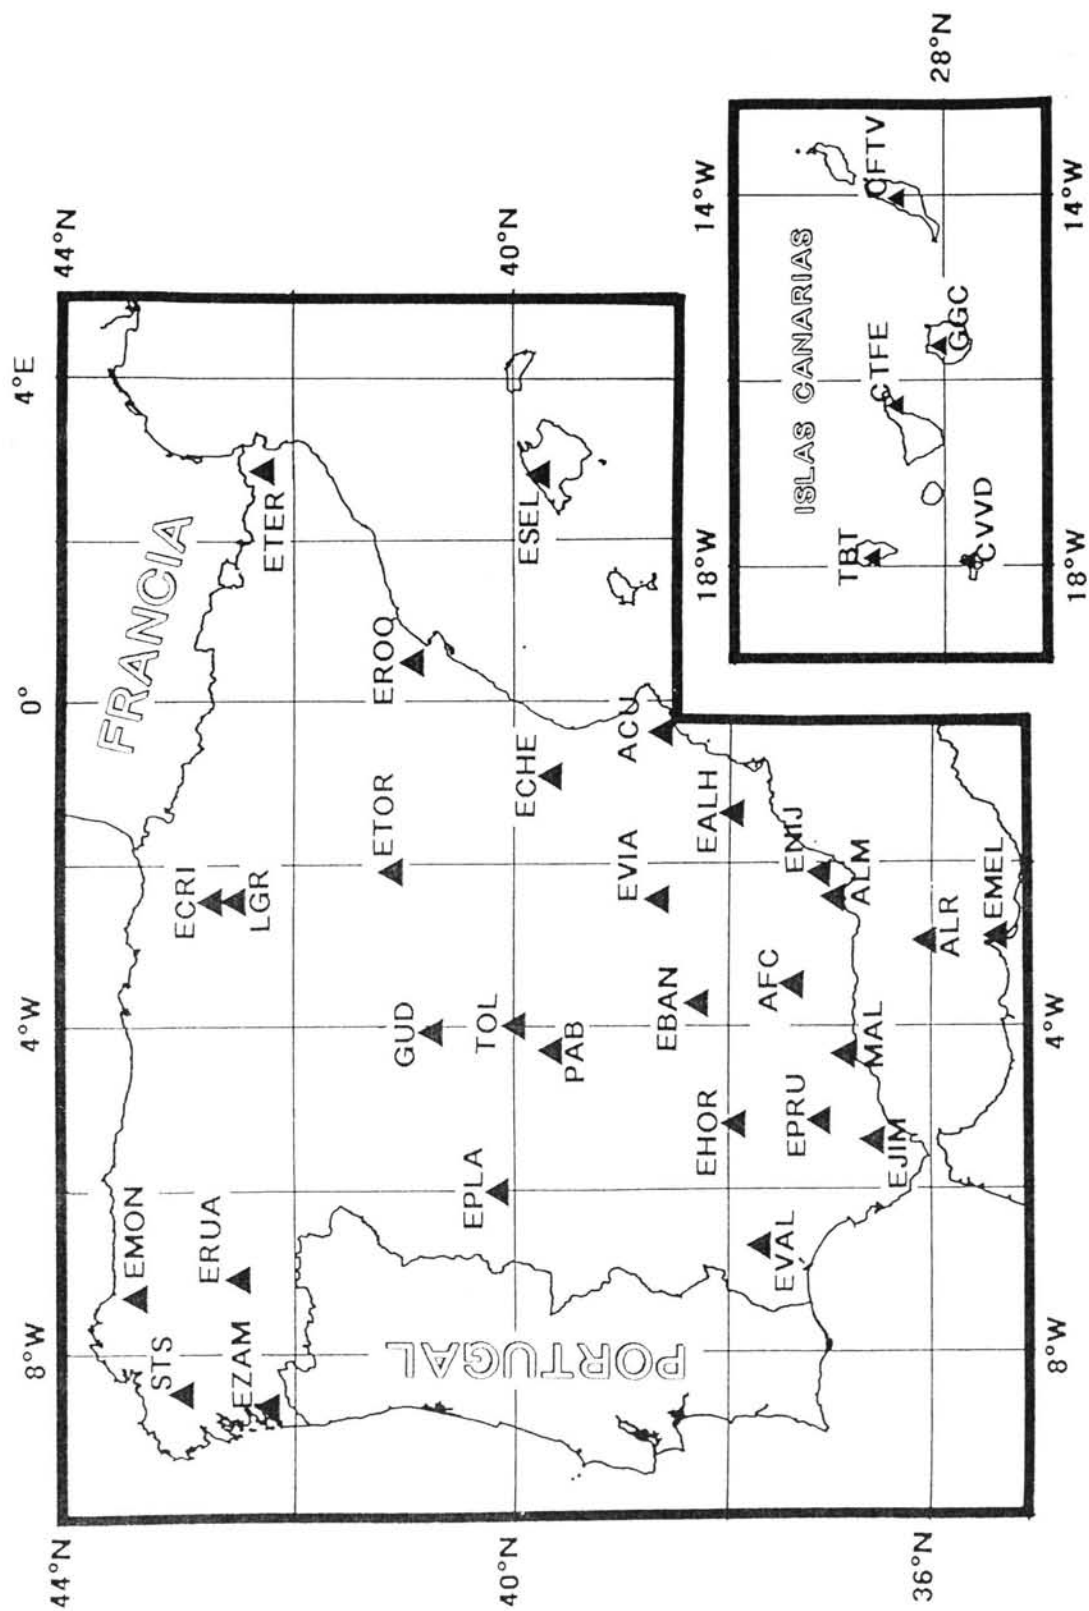 4°E
0°
4°W
8°W
44°N
44°N
40°N
40°N
36°N
FRANCIA
PORTUGAL
EMON
STS
ERUA
EZAM
ECRI
LGR
ETER
ETOR
EROQ
GUD
TOL
PAB
EPLA
ECHE
ESEL
ACU
EVIA
EBAN
EALH
EHOR
EVAL
AFC
ENIJ
ALM
EPRU
MAL
EJIM
ALR
EMEL
4°W
8°W
ISLAS CANARIAS
18°W
14°W
TBT
CTFE
CFTV
GGC
CVVD
28°N
18°W
14°W